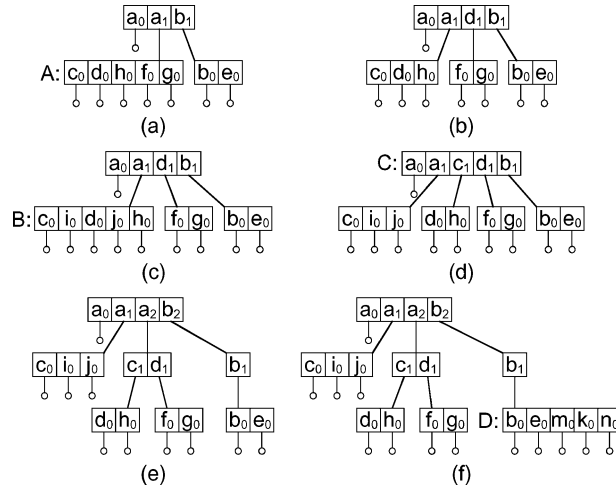 a₀ a₁ b₁
A: c₀ d₀ h₀ f₀ g₀ b₀ e₀
(a)
a₀ a₁ d₁ b₁
c₀ d₀ h₀ f₀ g₀ b₀ e₀
(b)
a₀ a₁ d₁ b₁
B: c₀ i₀ d₀ j₀ h₀ f₀ g₀ b₀ e₀
(c)
C: a₀ a₁ c₁ d₁ b₁
c₀ i₀ j₀ d₀ h₀ f₀ g₀ b₀ e₀
(d)
a₀ a₁ a₂ b₂
c₀ i₀ j₀ c₁ d₁ b₁
d₀ h₀ f₀ g₀ b₀ e₀
(e)
a₀ a₁ a₂ b₂
c₀ i₀ j₀ c₁ d₁ b₁
d₀ h₀ f₀ g₀ D: b₀ e₀ m₀ k₀ n₀
(f)